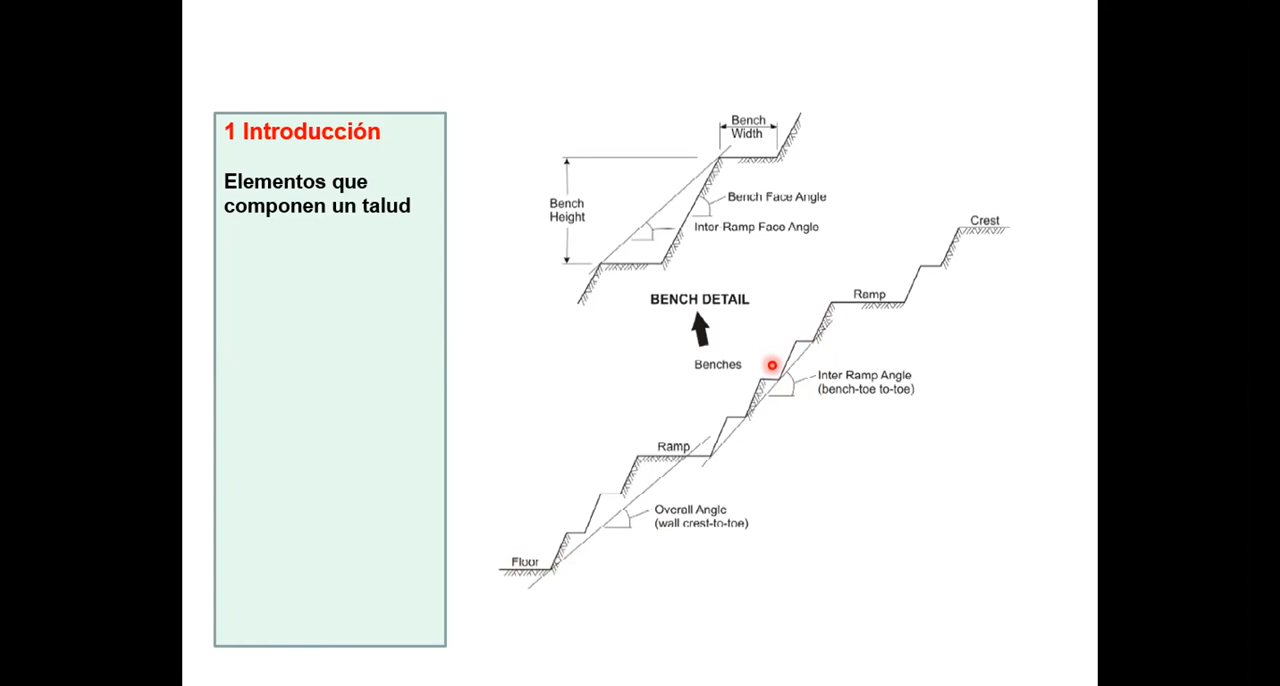 1 Introducción
Elementos que
componen un talud
Bench
Width
Bench
Height
Bench Face Angle
Inter Ramp Face Angle
BENCH DETAIL
Crest
Ramp
Benches
Inter Ramp Angle
(bench-toe to-toe)
Ramp
Overall Angle
(wall crest-to-toe)
Floor